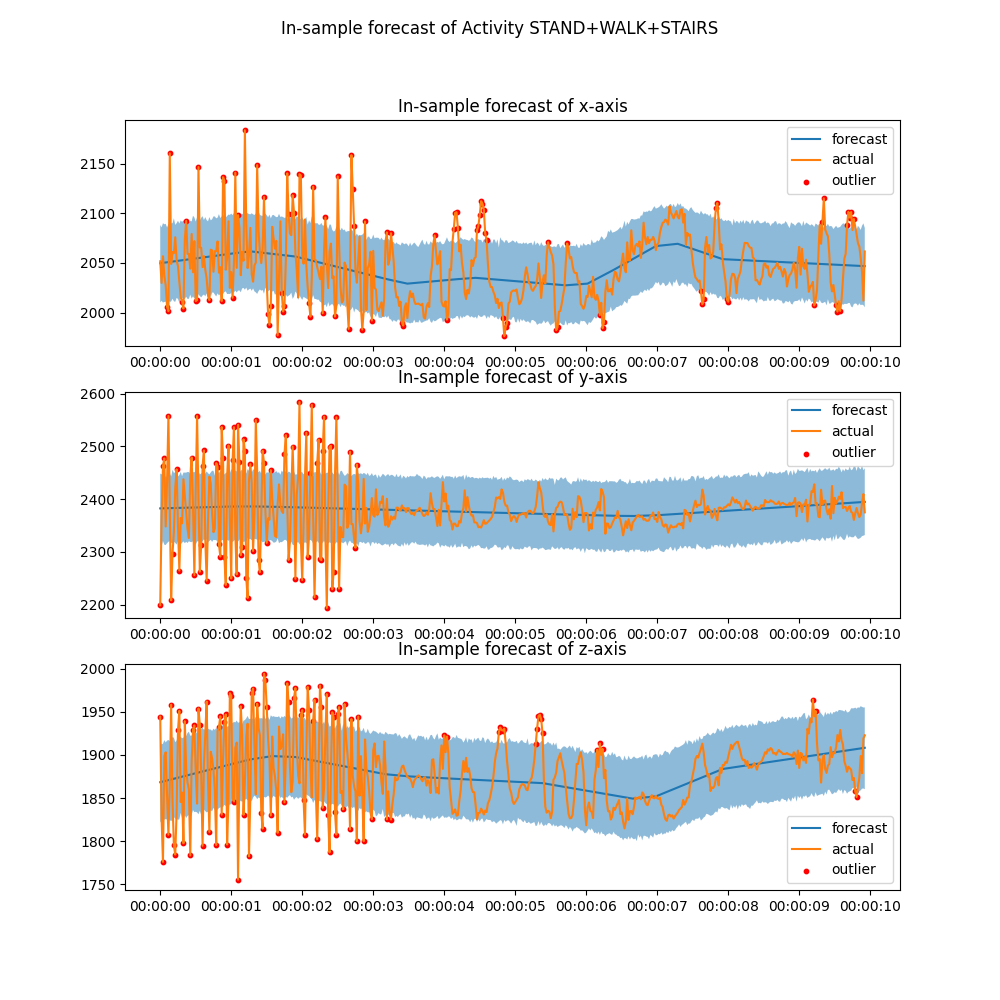 In-sample forecast of Activity STAND+WALK+STAIRS
In-sample forecast of x-axis
forecast
actual
outlier
2150
2100
2050
2000
00:00:00 00:00:01 00:00:02 00:00:03 00:00:04 00:00:05 00:00:06 00:00:07 00:00:08 00:00:09 00:00:10
In-sample forecast of y-axis
forecast
actual
outlier
2600
2500
2400
2300
2200
00:00:00 00:00:01 00:00:02 00:00:03 00:00:04 00:00:05 00:00:06 00:00:07 00:00:08 00:00:09 00:00:10
In-sample forecast of z-axis
2000
1950
1900
1850
1800
1750
forecast
actual
outlier
00:00:00 00:00:01 00:00:02 00:00:03 00:00:04 00:00:05 00:00:06 00:00:07 00:00:08 00:00:09 00:00:10